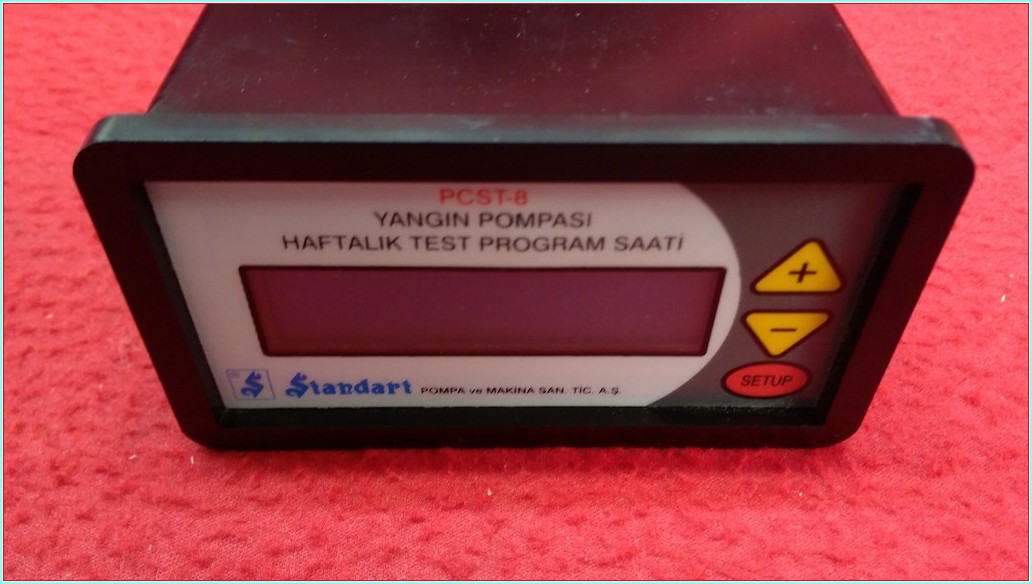 PCST-8
YANGIN POMPASI
HAFTALIK TEST PROGRAM SAATİ
+
−
SETUP
S Standart POMPA ve MAKİNA SAN. TİC. A.Ş.